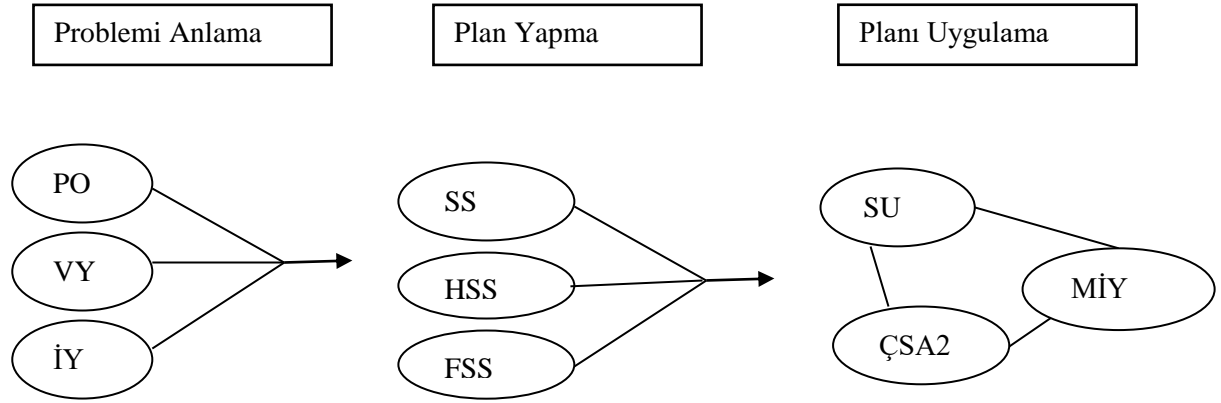 Problemi Anlama
Plan Yapma
Planı Uygulama
PO
VY
İY
SS
HSS
FSS
SU
MİY
ÇSA2